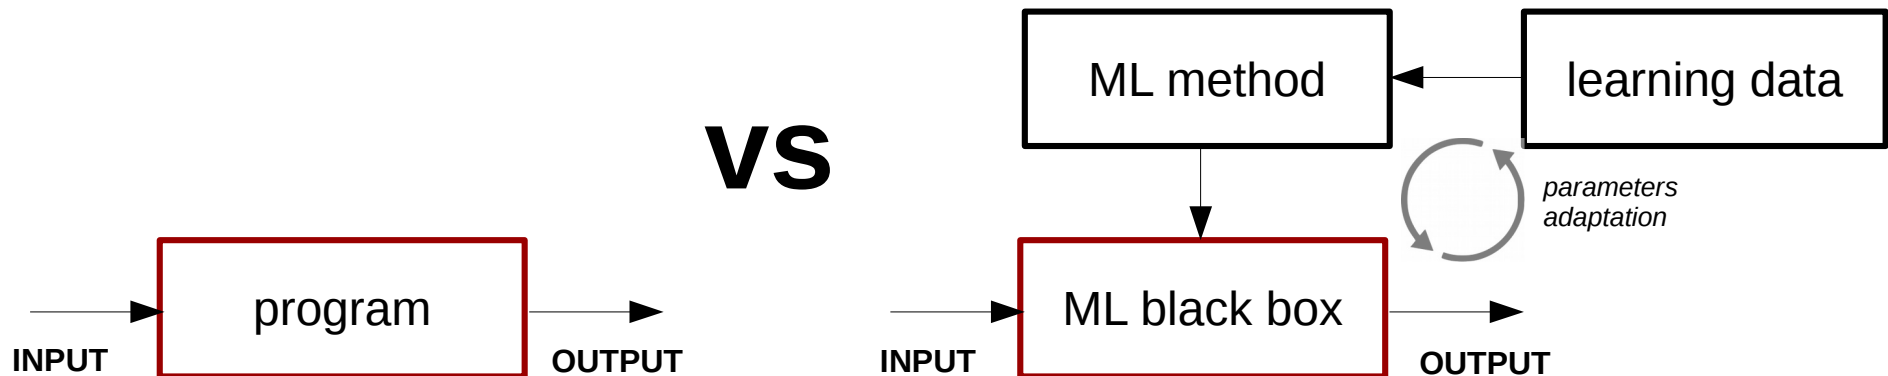 program
INPUT
OUTPUT
vs
ML method
learning data
parameters
adaptation
ML black box
INPUT
OUTPUT